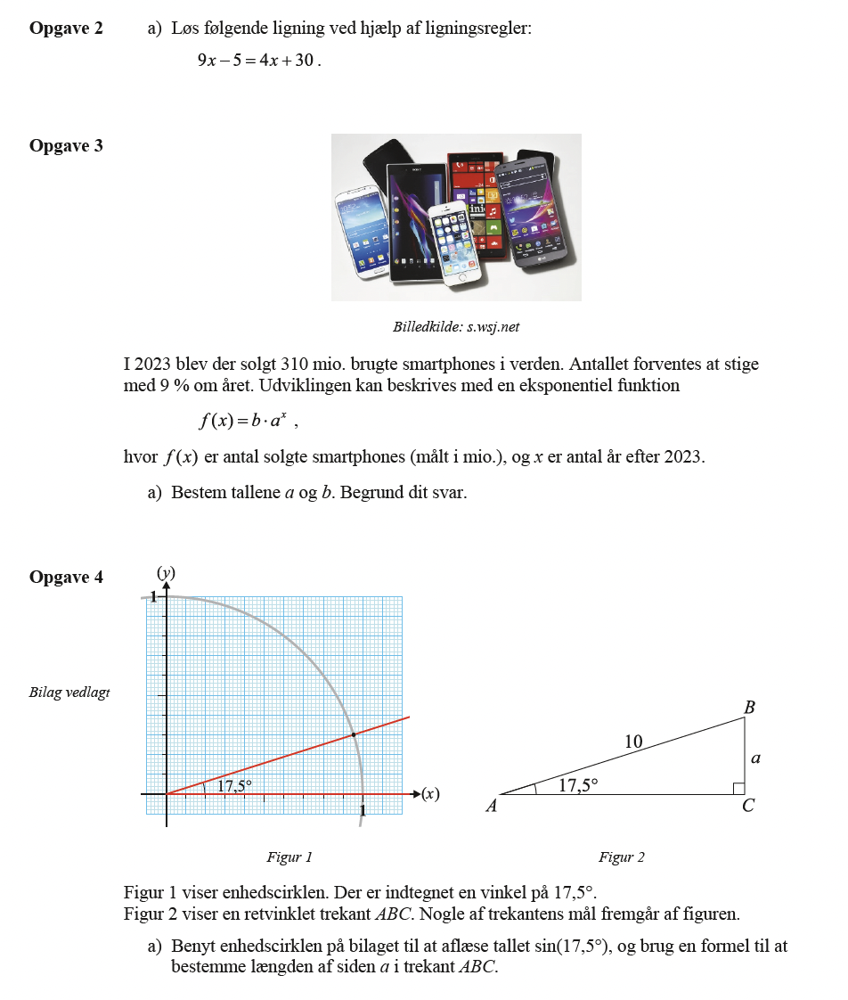 Opgave 2 a) Løs følgende ligning ved hjælp af ligningsregler:
9x − 5 = 4x + 30 .
Opgave 3
Billedkilde: s.wsj.net
I 2023 blev der solgt 310 mio. brugte smartphones i verden. Antallet forventes at stige
med 9 % om året. Udviklingen kan beskrives med en eksponentiel funktion
f(x) = b · aˣ ,
hvor f(x) er antal solgte smartphones (målt i mio.), og x er antal år efter 2023.
a) Bestem tallene a og b. Begrund dit svar.
Opgave 4
(y)
1
Bilag vedlagt
17,5°
(x)
1
B
10
a
17,5°
A
C
Figur 1
Figur 2
Figur 1 viser enhedscirklen. Der er indtegnet en vinkel på 17,5°.
Figur 2 viser en retvinklet trekant ABC. Nogle af trekantens mål fremgår af figuren.
a) Benyt enhedscirklen på bilaget til at aflæse tallet sin(17,5°), og brug en formel til at
bestemme længden af siden a i trekant ABC.